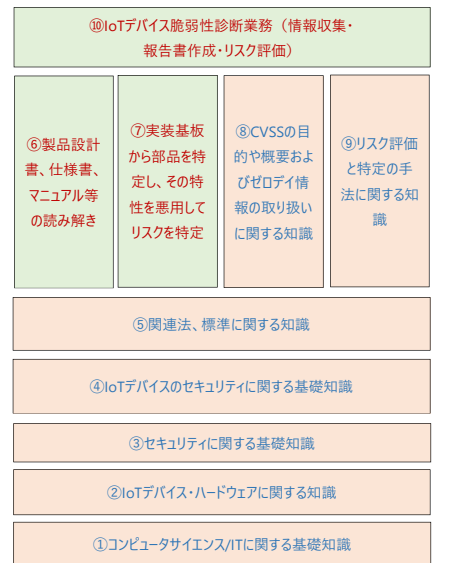 ⑩IoTデバイス脆弱性診断業務（情報収集・
報告書作成・リスク評価）
⑥製品設計
書、仕様書、
マニュアル等
の読み解き
⑦実装基板
から部品を特
定し、その特
性を悪用して
リスクを特定
⑧CVSSの目
的や概要およ
びゼロデイ情
報の取り扱い
に関する知識
⑨リスク評価
と特定の手
法に関する知
識
⑤関連法、標準に関する知識
④IoTデバイスのセキュリティに関する基礎知識
③セキュリティに関する基礎知識
②IoTデバイス・ハードウェアに関する知識
①コンピュータサイエンス/ITに関する基礎知識